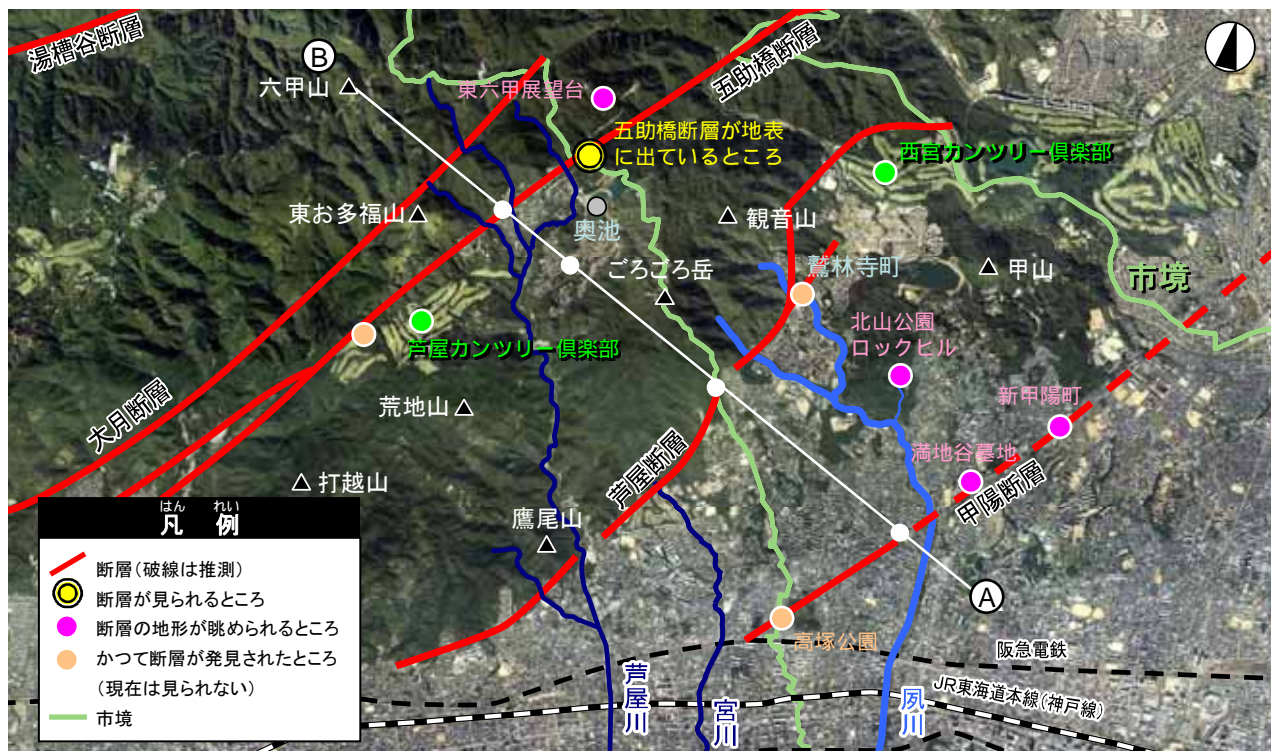 湯槽谷断層
B
六甲山
東六甲展望台
五助橋断層
五助橋断層が地表
に出ているところ
西宮カンツリー倶楽部
東お多福山
奥池
観音山
ごろごろ岳
鷲林寺町
甲山
市境
北山公園
ロックヒル
芦屋カンツリー倶楽部
大月断層
荒地山
新甲陽町
芦屋断層
満地谷墓地
甲陽断層
打越山
鷹尾山
A
高塚公園
阪急電鉄
JR東海道本線(神戸線)
芦屋川
宮川
夙川
はん れい
凡 例
断層(破線は推測)
断層が見られるところ
断層の地形が眺められるところ
かつて断層が発見されたところ
(現在は見られない)
市境